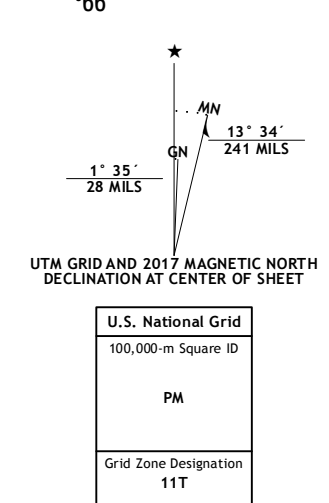 °66
★
MN
GN
13° 34´
241 MILS
1° 35´
28 MILS
UTM GRID AND 2017 MAGNETIC NORTH
DECLINATION AT CENTER OF SHEET
U.S. National Grid
100,000-m Square ID
PM
Grid Zone Designation
11T